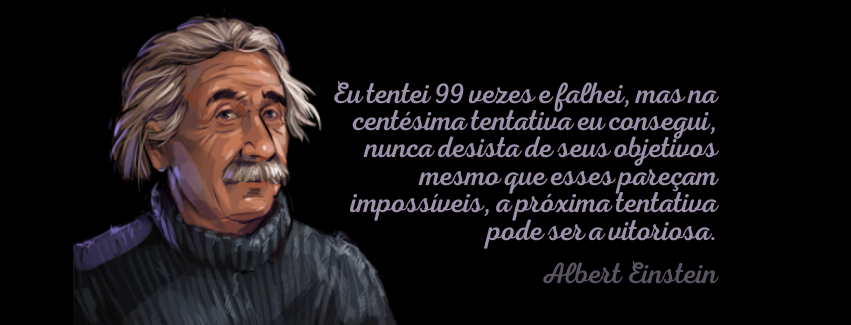 Eu tentei 99 vezes e falhei, mas na
centésima tentativa eu consegui,
nunca desista de seus objetivos
mesmo que esses pareçam
impossíveis, a próxima tentativa
pode ser a vitoriosa.
Albert Einstein